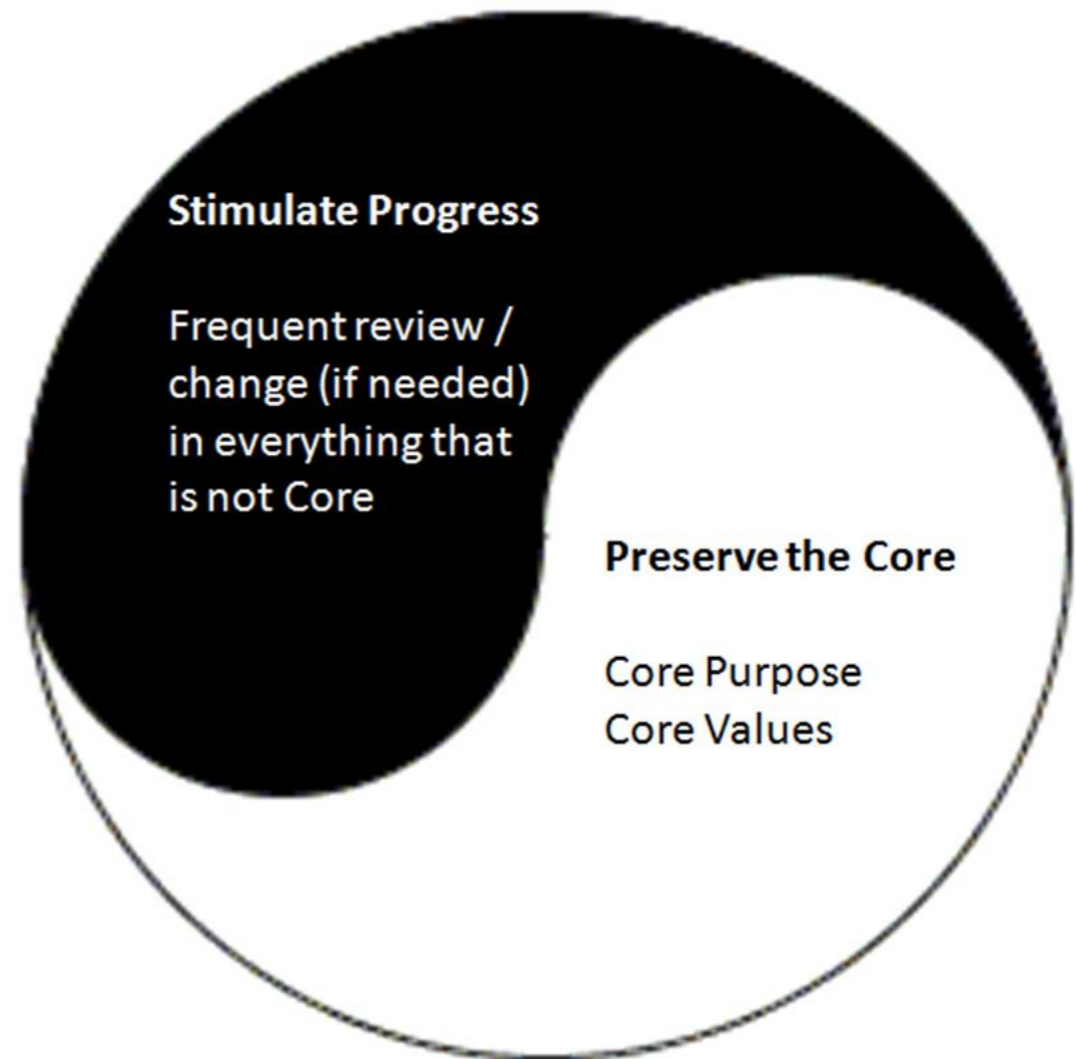 Stimulate Progress
Frequent review /
change (if needed)
in everything that
is not Core
Preserve the Core
Core Purpose
Core Values